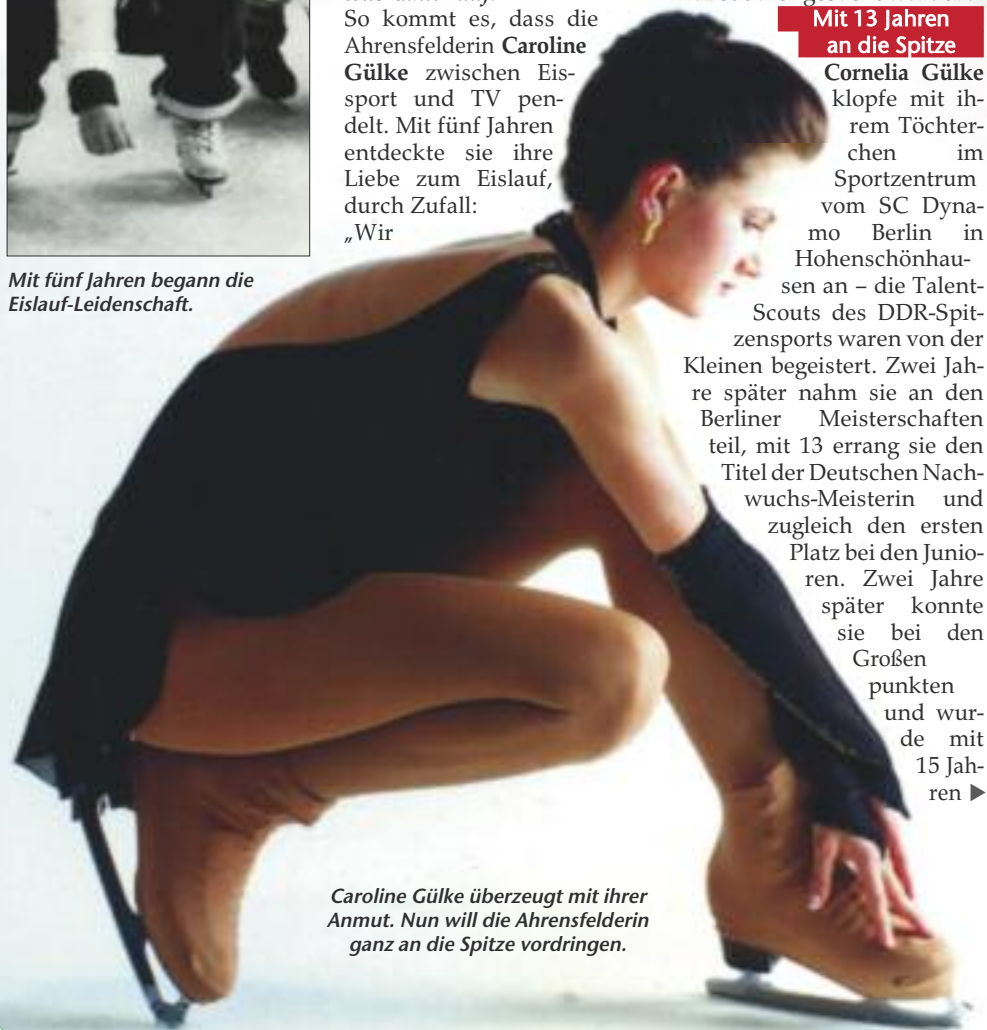 So kommt es, dass die
Ahrensfelderin Caroline
Gülke zwischen Eis-
sport und TV pen-
delt. Mit fünf Jahren
entdeckte sie ihre
Liebe zum Eislauf,
durch Zufall:
„Wir
Mit fünf Jahren begann die
Eislauf-Leidenschaft.
Mit 13 Jahren
an die Spitze
Cornelia Gülke
klopfe mit ih-
rem Töchter-
chen im
Sportzentrum
vom SC Dyna-
mo Berlin in
Hohenschönhau-
sen an – die Talent-
Scouts des DDR-Spit-
zensports waren von der
Kleinen begeistert. Zwei Jah-
re später nahm sie an den
Berliner Meisterschaften
teil, mit 13 errang sie den
Titel der Deutschen Nach-
wuchs-Meisterin und
zugleich den ersten
Platz bei den Junio-
ren. Zwei Jahre
später konnte
sie bei den
Großen
punkten
und wur-
de mit
15 Jah-
ren ▶
Caroline Gülke überzeugt mit ihrer
Anmut. Nun will die Ahrensfelderin
ganz an die Spitze vordringen.